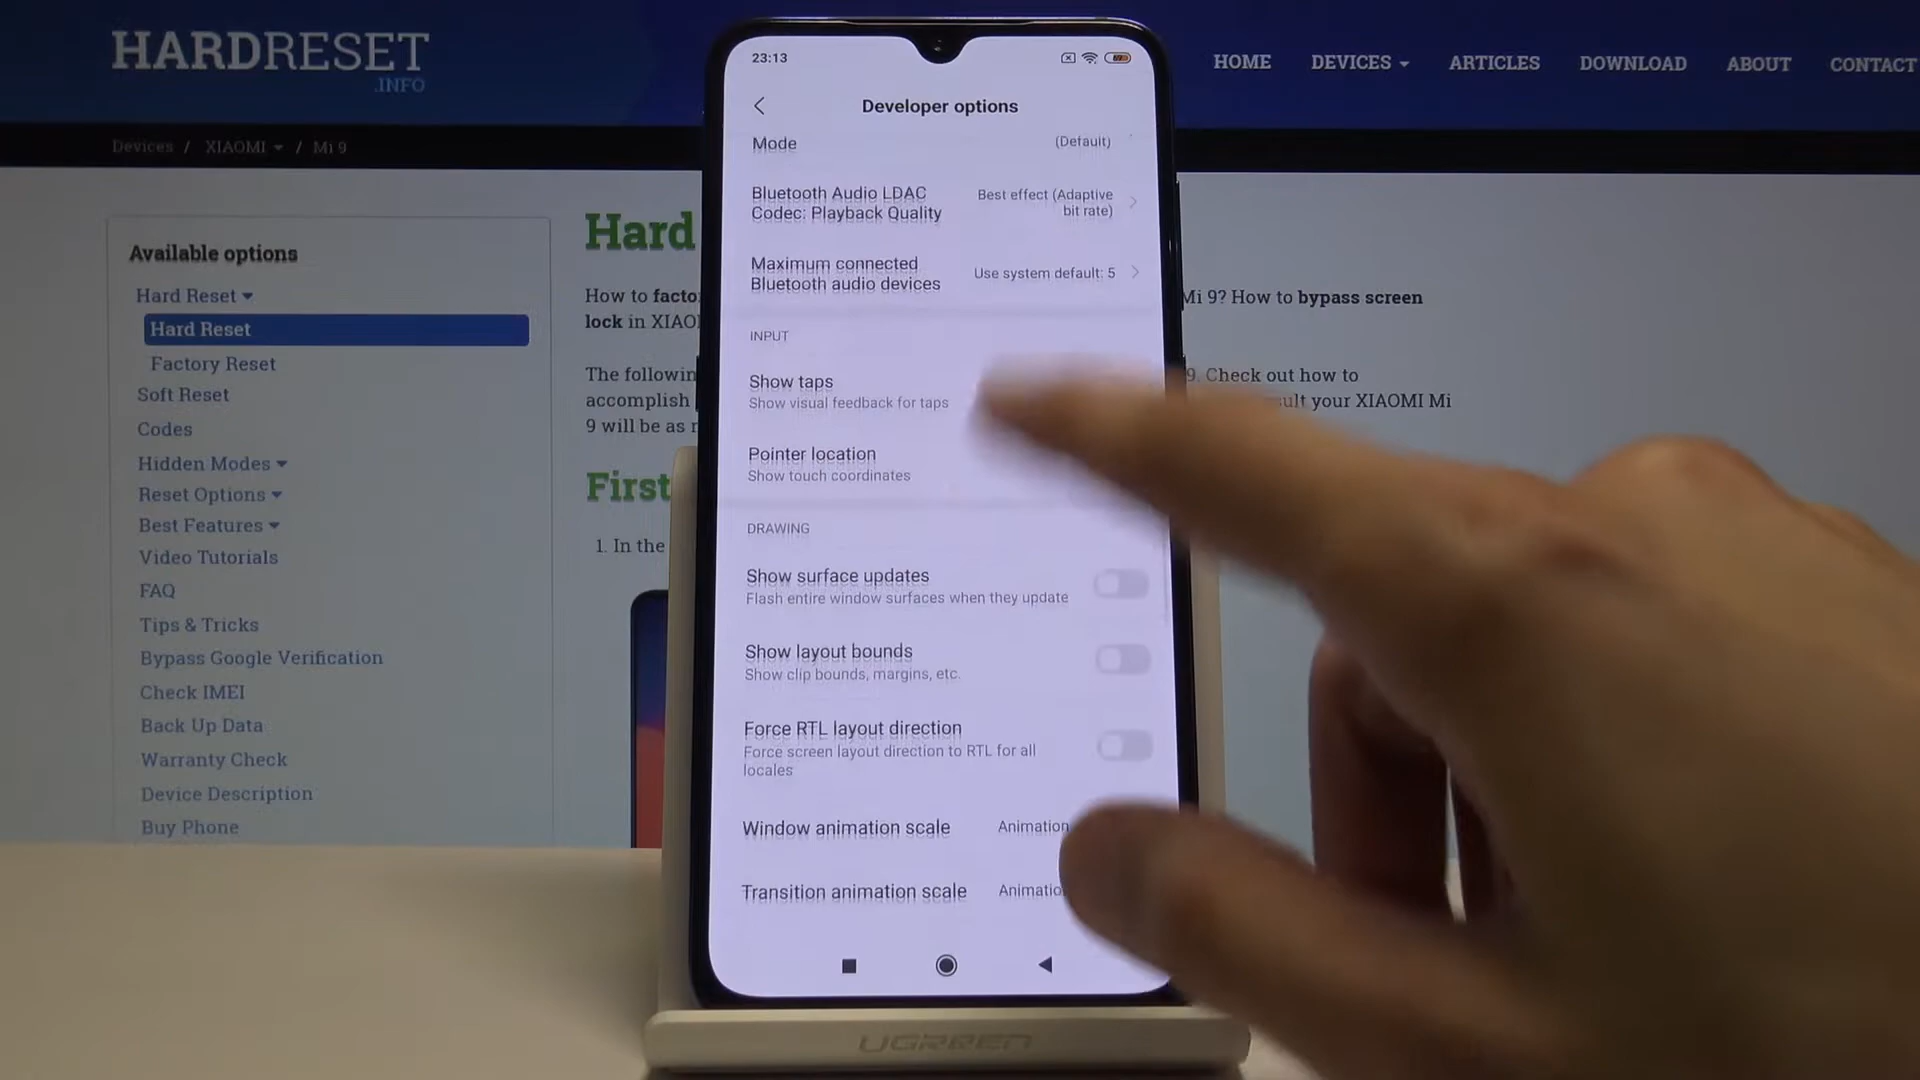 HARDRESET
.INFO
HOME DEVICES ARTICLES DOWNLOAD ABOUT CONTACT
Devices / XIAOMI / Mi 9
Available options
Hard Reset
Hard Reset
Factory Reset
Soft Reset
Codes
Hidden Modes
Reset Options
Best Features
Video Tutorials
FAQ
Tips & Tricks
Bypass Google Verification
Check IMEI
Back Up Data
Warranty Check
Device Description
Buy Phone
Hard
How to
Mi 9? How to bypass screen
lock in
The
9. Check out how to
accomplish
your XIAOMI Mi
9 will be as
First
1. In the
23:13
Developer options
Mode (Default)
Bluetooth Audio LDAC
Codec: Playback Quality
Best effect (Adaptive
bit rate)
Maximum connected
Bluetooth audio devices
Use system default: 5
INPUT
Show taps
Show visual feedback for taps
Pointer location
Show touch coordinates
DRAWING
Show surface updates
Flash entire window surfaces when they update
Show layout bounds
Show clip bounds, margins, etc.
Force RTL layout direction
Force screen layout direction to RTL for all
locales
Window animation scale Animation
Transition animation scale
UGREEN